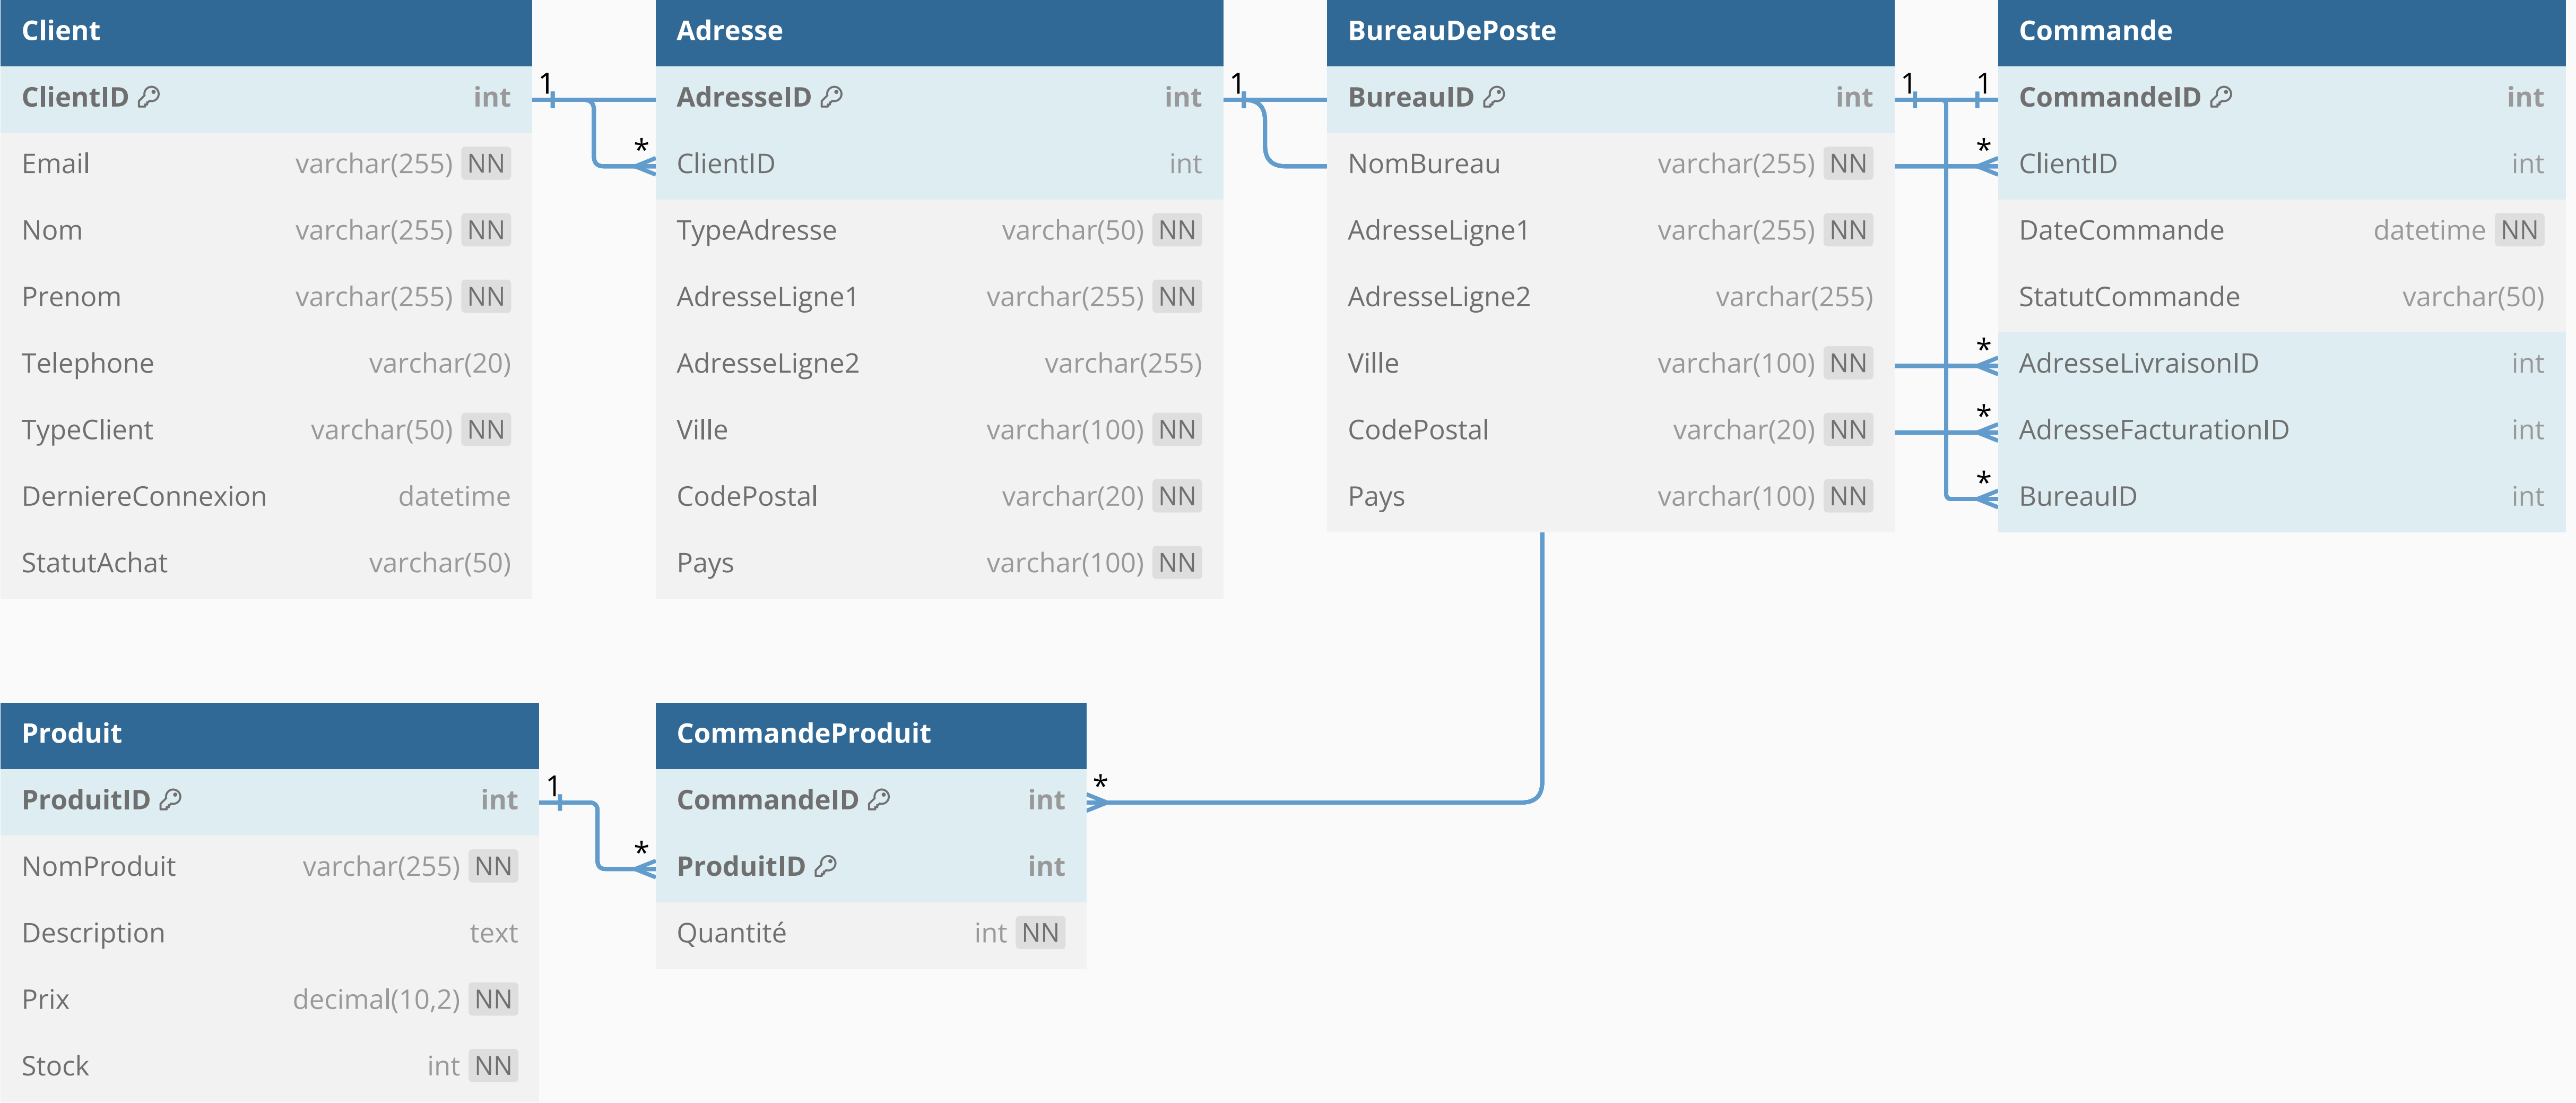 Client
ClientID int
Email varchar(255) NN
Nom varchar(255) NN
Prenom varchar(255) NN
Telephone varchar(20)
TypeClient varchar(50) NN
DerniereConnexion datetime
StatutAchat varchar(50)
1
*
Adresse
AdresseID int
ClientID int
TypeAdresse varchar(50) NN
AdresseLigne1 varchar(255) NN
AdresseLigne2 varchar(255)
Ville varchar(100) NN
CodePostal varchar(20) NN
Pays varchar(100) NN
1
BureauDePoste
BureauID int
NomBureau varchar(255) NN
AdresseLigne1 varchar(255) NN
AdresseLigne2 varchar(255)
Ville varchar(100) NN
CodePostal varchar(20) NN
Pays varchar(100) NN
1 1
*
*
*
*
Commande
CommandeID int
ClientID int
DateCommande datetime NN
StatutCommande varchar(50)
AdresseLivraisonID int
AdresseFacturationID int
BureauID int
Produit
ProduitID int
NomProduit varchar(255) NN
Description text
Prix decimal(10,2) NN
Stock int NN
1
*
CommandeProduit
CommandeID int
ProduitID int
Quantité int NN
*